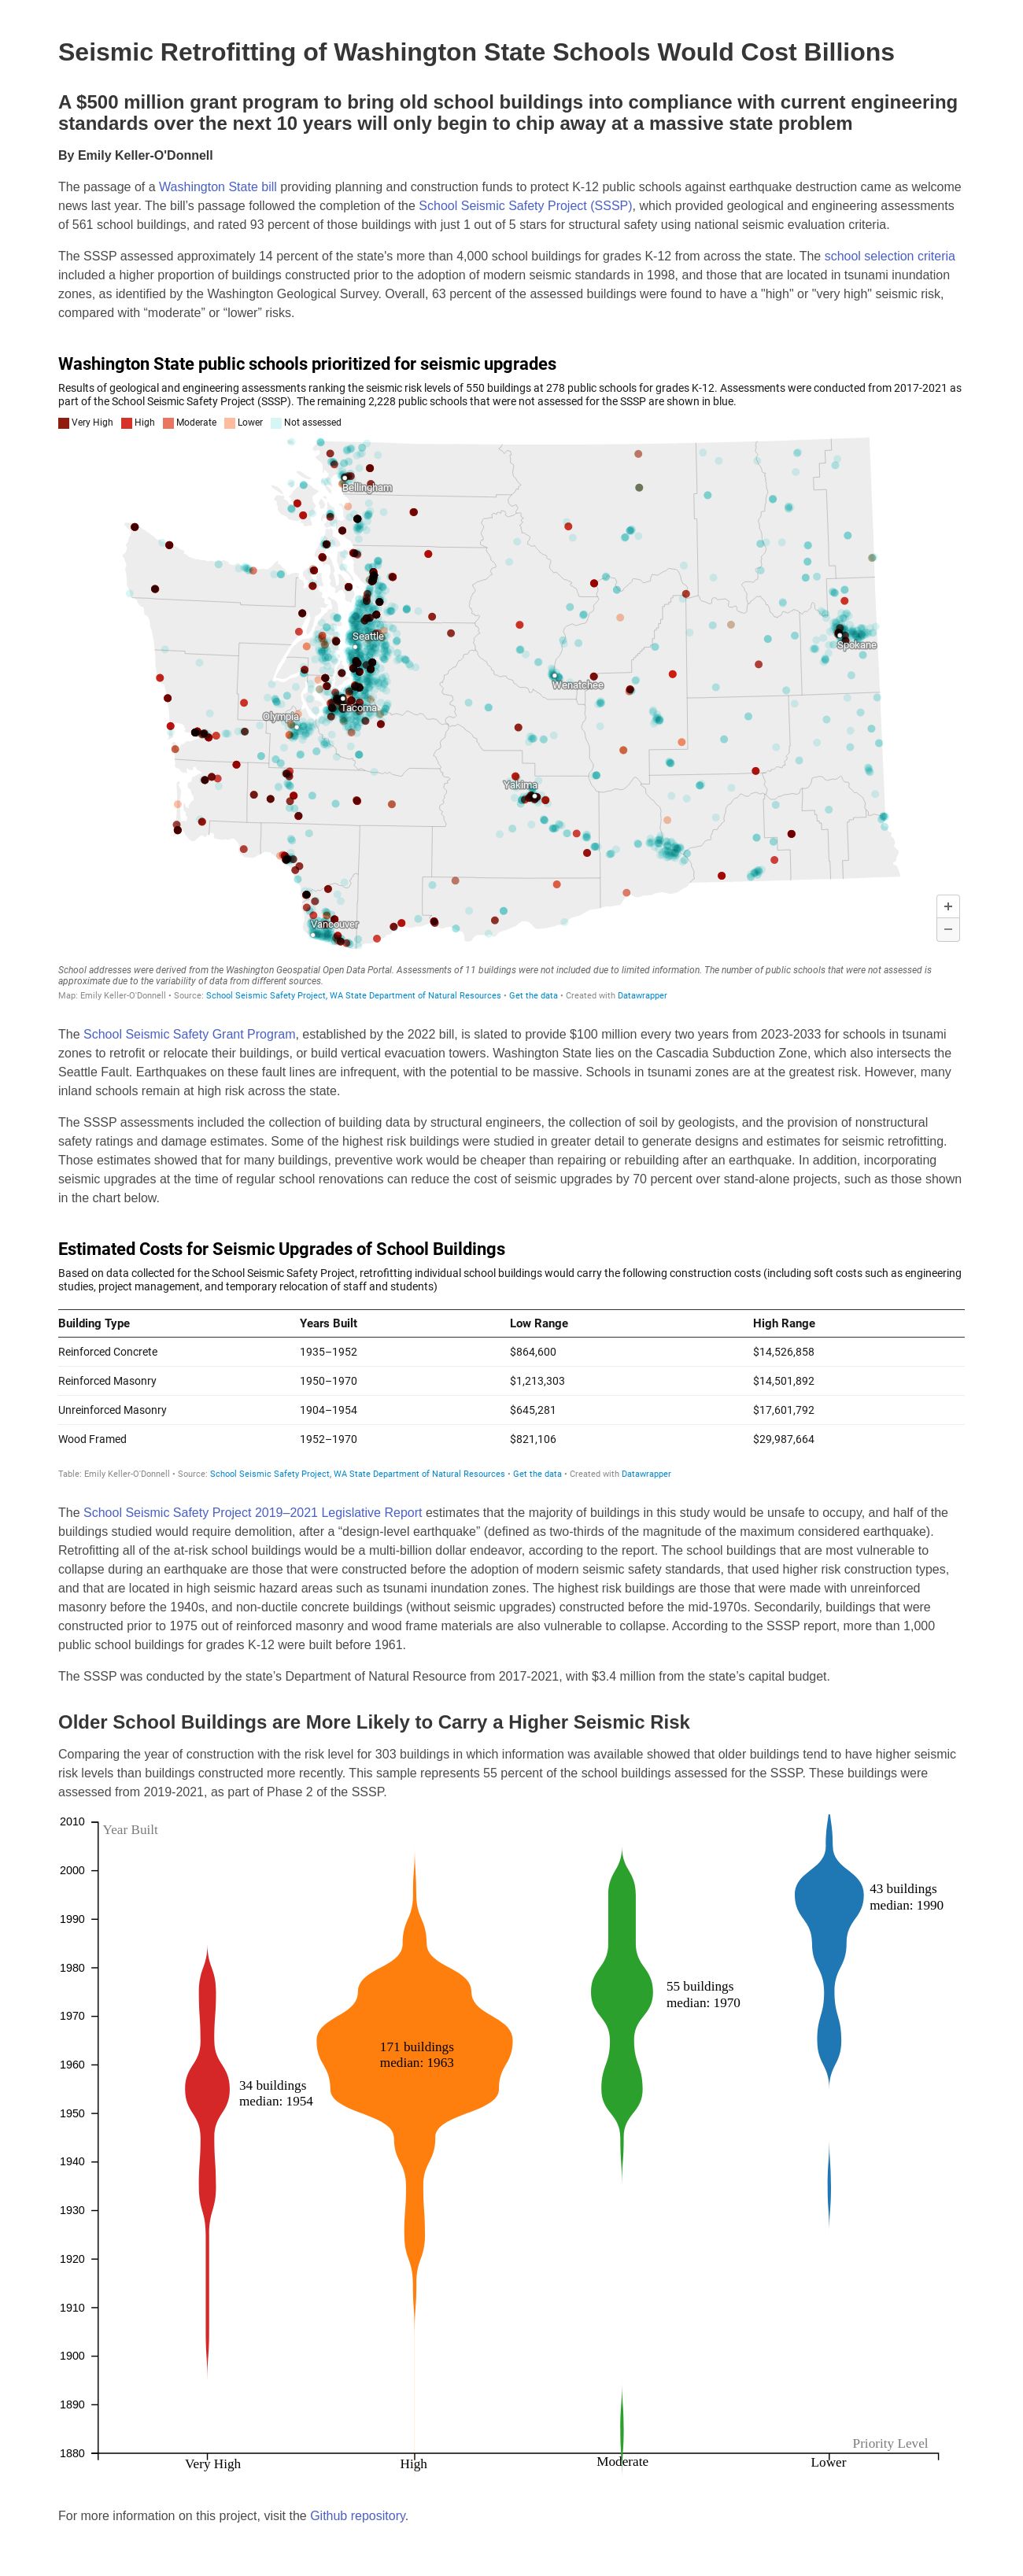 Seismic Retrofitting of Washington State Schools Would Cost Billions
A $500 million grant program to bring old school buildings into compliance with current engineering
standards over the next 10 years will only begin to chip away at a massive state problem
By Emily Keller-O'Donnell
The passage of a Washington State bill providing planning and construction funds to protect K-12 public schools against earthquake destruction came as welcome
news last year. The bill's passage followed the completion of the School Seismic Safety Project (SSSP), which provided geological and engineering assessments
of 561 school buildings, and rated 93 percent of those buildings with just 1 out of 5 stars for structural safety using national seismic evaluation criteria.
The SSSP assessed approximately 14 percent of the state's more than 4,000 school buildings for grades K-12 from across the state. The school selection criteria
included a higher proportion of buildings constructed prior to the adoption of modern seismic standards in 1998, and those that are located in tsunami inundation
zones, as identified by the Washington Geological Survey. Overall, 63 percent of the assessed buildings were found to have a "high" or "very high" seismic risk,
compared with “moderate” or “lower” risks.
Washington State public schools prioritized for seismic upgrades
Results of geological and engineering assessments ranking the seismic risk levels of 550 buildings at 278 public schools for grades K-12. Assessments were conducted from 2017-2021 as
part of the School Seismic Safety Project (SSSP). The remaining 2,228 public schools that were not assessed for the SSSP are shown in blue.
Very High High Moderate Lower Not assessed
Bellingham
Seattle
Spokane
Wenatchee
Tacoma
Olympia
Yakima
Vancouver
+
−
School addresses were derived from the Washington Geospatial Open Data Portal. Assessments of 11 buildings were not included due to limited information. The number of public schools that were not assessed is
approximate due to the variability of data from different sources.
Map: Emily Keller-O'Donnell • Source: School Seismic Safety Project, WA State Department of Natural Resources • Get the data • Created with Datawrapper
The School Seismic Safety Grant Program, established by the 2022 bill, is slated to provide $100 million every two years from 2023-2033 for schools in tsunami
zones to retrofit or relocate their buildings, or build vertical evacuation towers. Washington State lies on the Cascadia Subduction Zone, which also intersects the
Seattle Fault. Earthquakes on these fault lines are infrequent, with the potential to be massive. Schools in tsunami zones are at the greatest risk. However, many
inland schools remain at high risk across the state.
The SSSP assessments included the collection of building data by structural engineers, the collection of soil by geologists, and the provision of nonstructural
safety ratings and damage estimates. Some of the highest risk buildings were studied in greater detail to generate designs and estimates for seismic retrofitting.
Those estimates showed that for many buildings, preventive work would be cheaper than repairing or rebuilding after an earthquake. In addition, incorporating
seismic upgrades at the time of regular school renovations can reduce the cost of seismic upgrades by 70 percent over stand-alone projects, such as those shown
in the chart below.
Estimated Costs for Seismic Upgrades of School Buildings
Based on data collected for the School Seismic Safety Project, retrofitting individual school buildings would carry the following construction costs (including soft costs such as engineering
studies, project management, and temporary relocation of staff and students)
Building Type Years Built Low Range High Range
Reinforced Concrete 1935–1952 $864,600 $14,526,858
Reinforced Masonry 1950–1970 $1,213,303 $14,501,892
Unreinforced Masonry 1904–1954 $645,281 $17,601,792
Wood Framed 1952–1970 $821,106 $29,987,664
Table: Emily Keller-O'Donnell • Source: School Seismic Safety Project, WA State Department of Natural Resources • Get the data • Created with Datawrapper
The School Seismic Safety Project 2019–2021 Legislative Report estimates that the majority of buildings in this study would be unsafe to occupy, and half of the
buildings studied would require demolition, after a “design-level earthquake” (defined as two-thirds of the magnitude of the maximum considered earthquake).
Retrofitting all of the at-risk school buildings would be a multi-billion dollar endeavor, according to the report. The school buildings that are most vulnerable to
collapse during an earthquake are those that were constructed before the adoption of modern seismic safety standards, that used higher risk construction types,
and that are located in high seismic hazard areas such as tsunami inundation zones. The highest risk buildings are those that were made with unreinforced
masonry before the 1940s, and non-ductile concrete buildings (without seismic upgrades) constructed before the mid-1970s. Secondarily, buildings that were
constructed prior to 1975 out of reinforced masonry and wood frame materials are also vulnerable to collapse. According to the SSSP report, more than 1,000
public school buildings for grades K-12 were built before 1961.
The SSSP was conducted by the state’s Department of Natural Resource from 2017-2021, with $3.4 million from the state’s capital budget.
Older School Buildings are More Likely to Carry a Higher Seismic Risk
Comparing the year of construction with the risk level for 303 buildings in which information was available showed that older buildings tend to have higher seismic
risk levels than buildings constructed more recently. This sample represents 55 percent of the school buildings assessed for the SSSP. These buildings were
assessed from 2019-2021, as part of Phase 2 of the SSSP.
2010
Year Built
2000
43 buildings
median: 1990
1990
1980
55 buildings
median: 1970
1970
171 buildings
median: 1963
1960
34 buildings
median: 1954
1950
1940
1930
1920
1910
1900
1890
Priority Level
1880
Very High High Moderate Lower
For more information on this project, visit the Github repository.